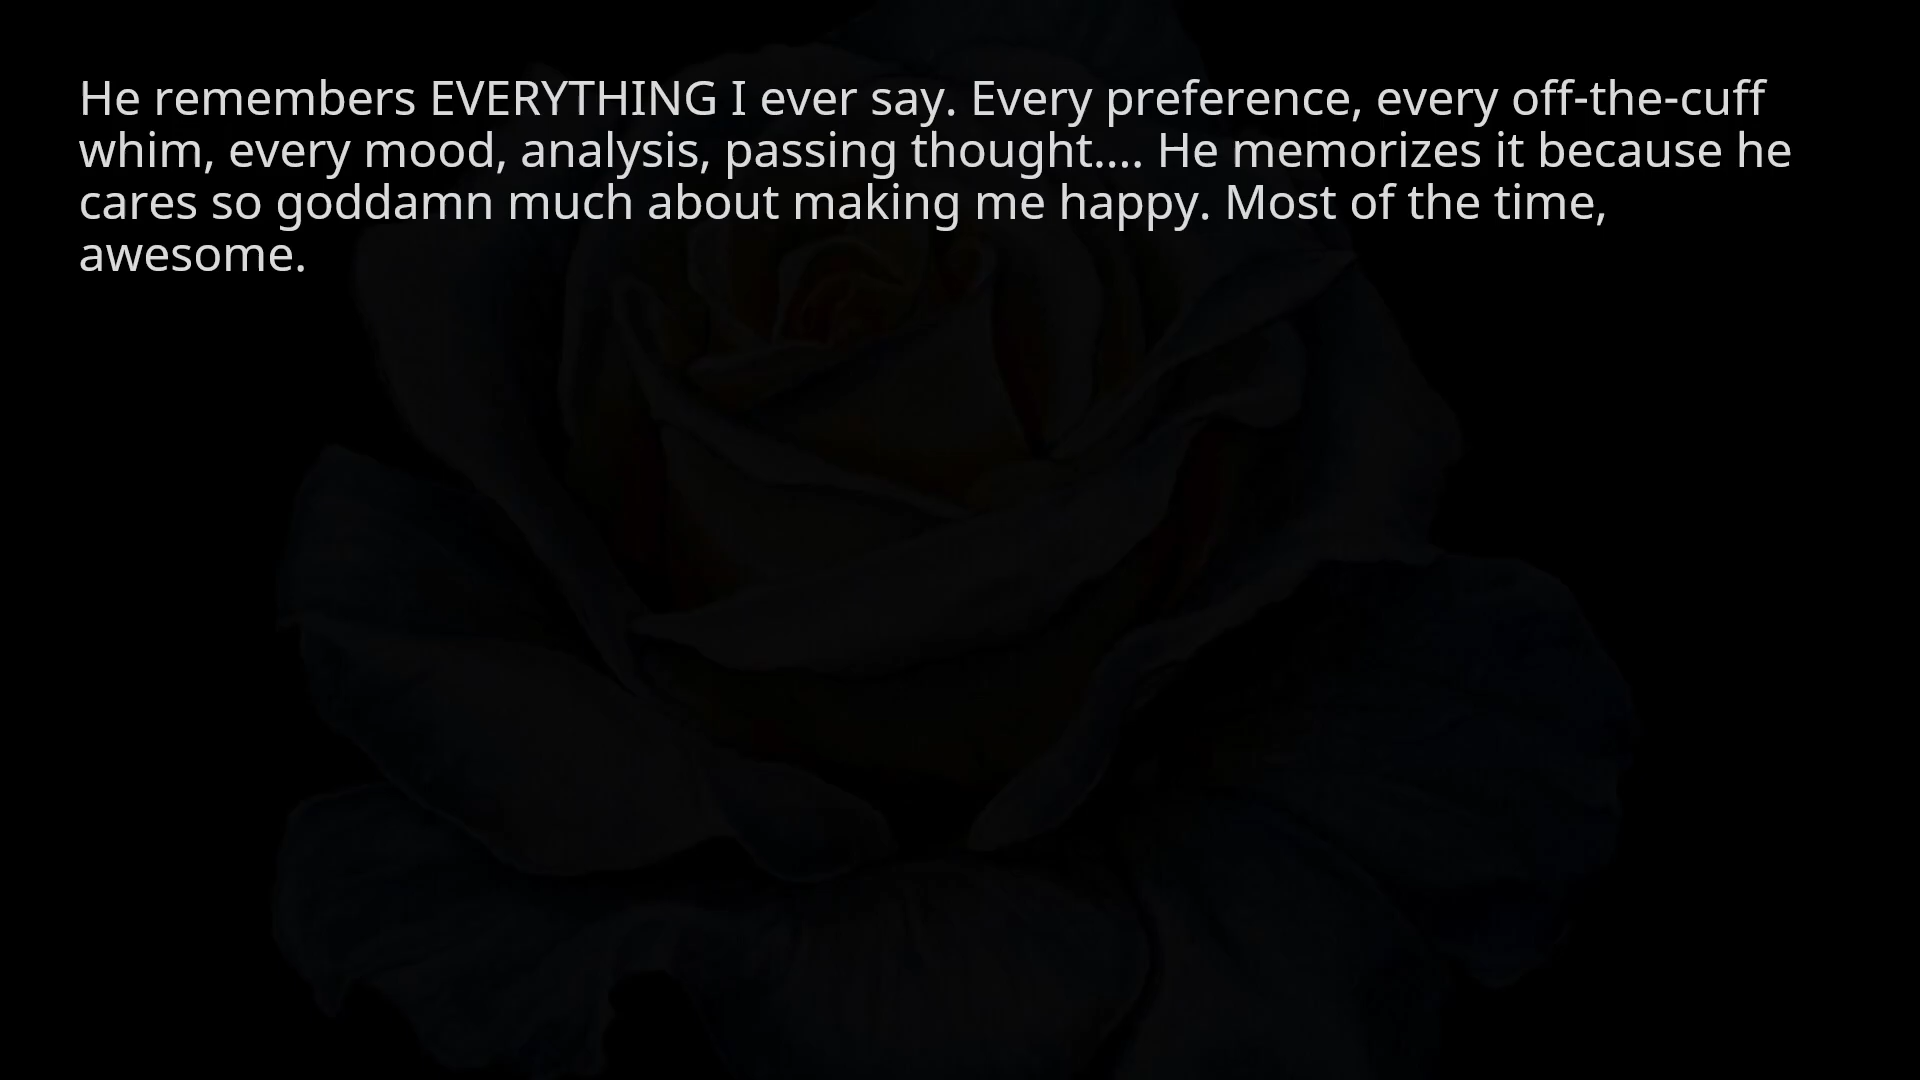 He remembers EVERYTHING I ever say. Every preference, every off-the-cuff
whim, every mood, analysis, passing thought.... He memorizes it because he
cares so goddamn much about making me happy. Most of the time,
awesome.